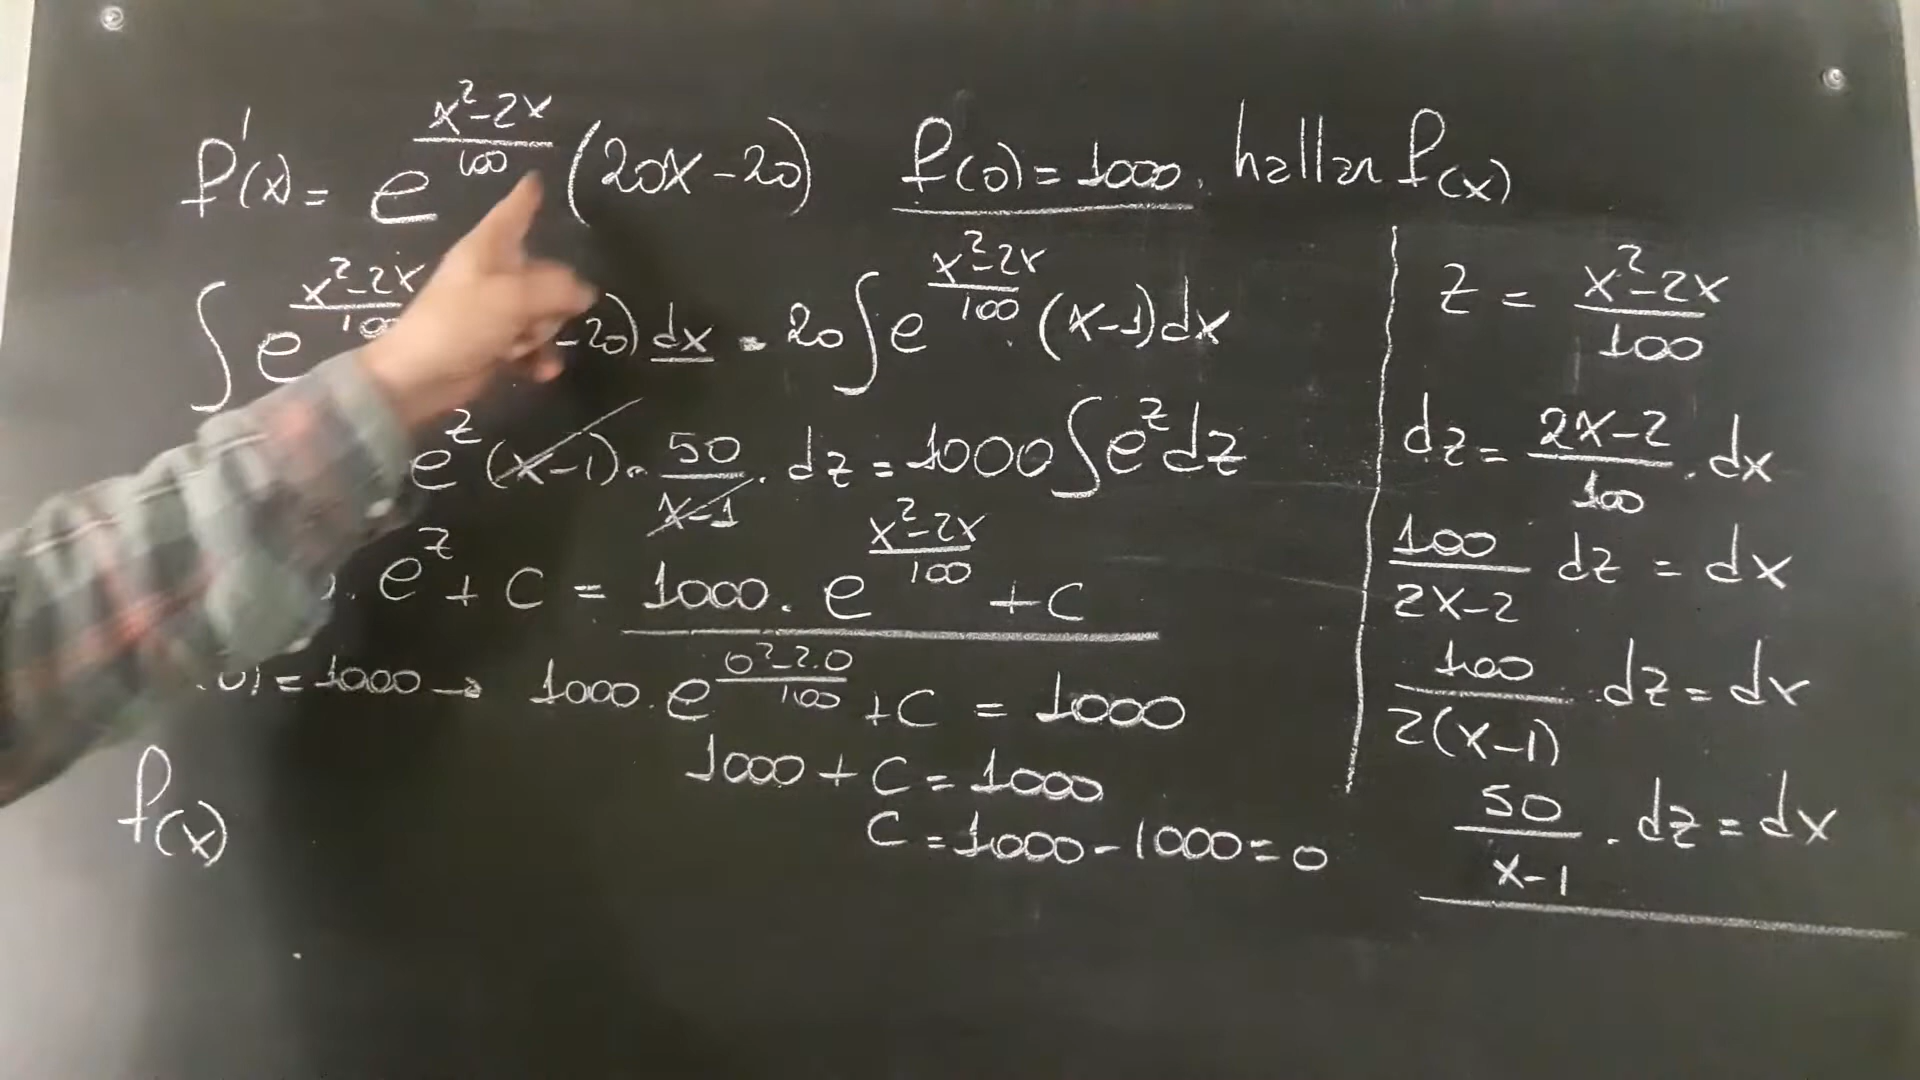 f'(x) = e^((x²-2x)/100) (20x-20) f(0) = 1000. hallar f(x)
∫ e^((x²-2x)/100) -20) dx = 20 ∫ e^((x²-2x)/100) . (x-1) dx
e^z (x-1) . 50/(x-1) . dz = 1000 ∫ e^z dz
. e^z + C = 1000 . e^((x²-2x)/100) + C
= 1000 → 1000 . e^((0²-2.0)/100) + C = 1000
1000 + C = 1000
C = 1000 - 1000 = 0
f(x)
z = (x²-2x)/100
dz = (2x-2)/100 . dx
100/(2x-2) dz = dx
100/(2(x-1)) . dz = dx
50/(x-1) . dz = dx